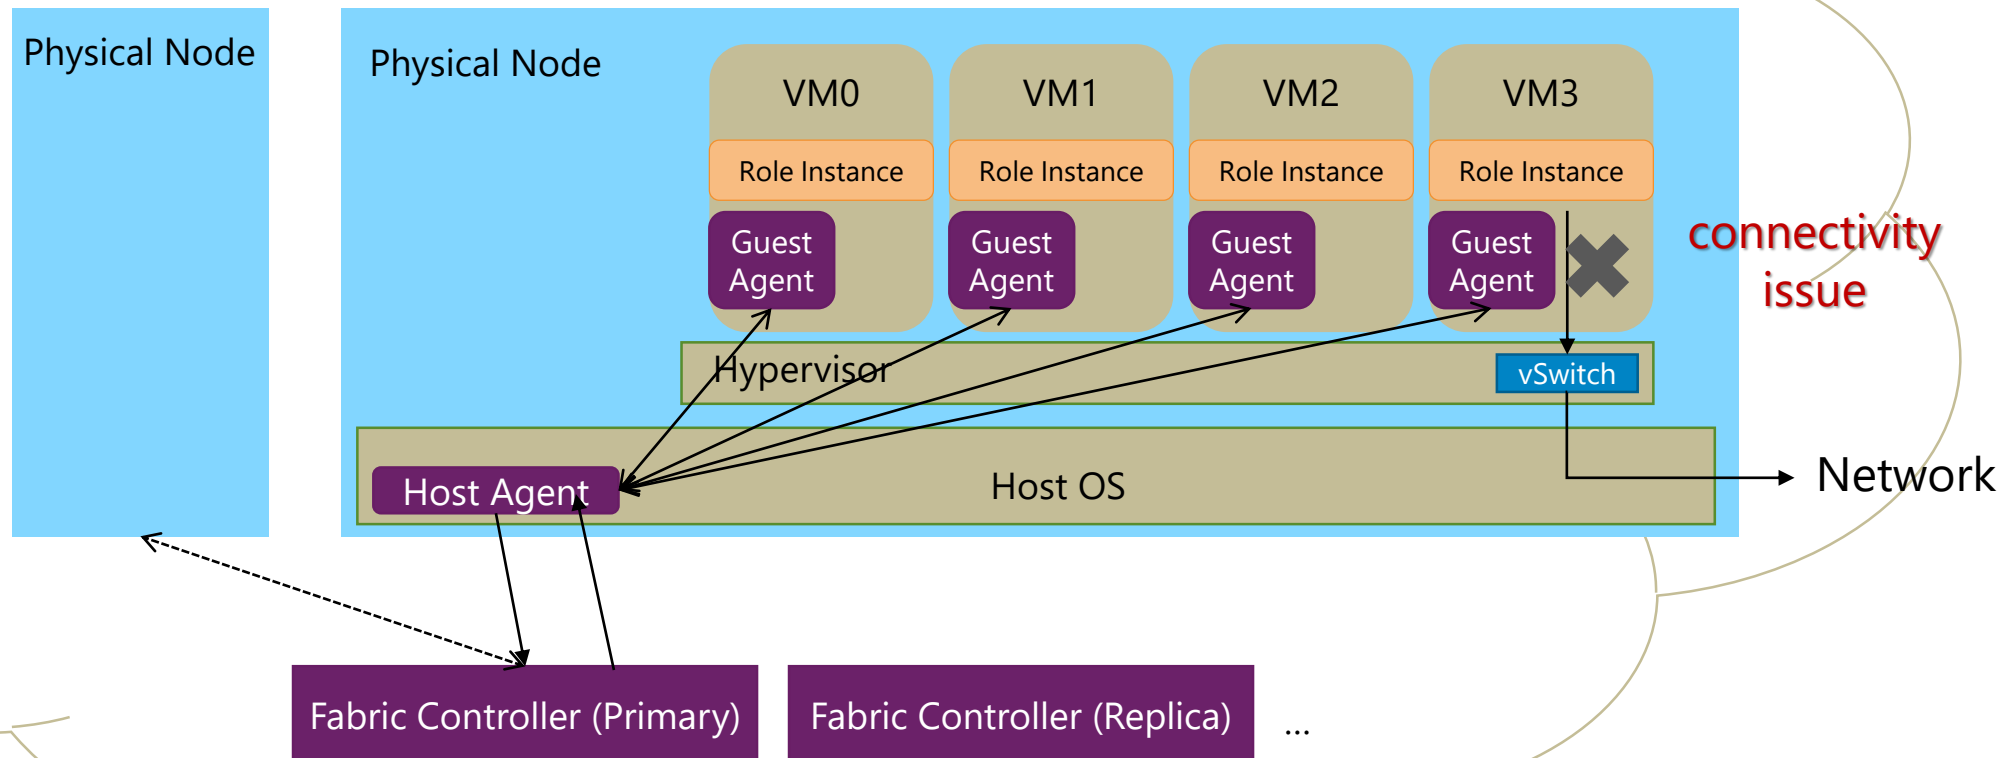 Physical Node
Physical Node
VM0
VM1
VM2
VM3
Role Instance
Role Instance
Role Instance
Role Instance
Guest
Agent
Guest
Agent
Guest
Agent
Guest
Agent
connectivity
issue
Hypervisor
vSwitch
Host Agent
Host OS
Network
Fabric Controller (Primary)
Fabric Controller (Replica)
...